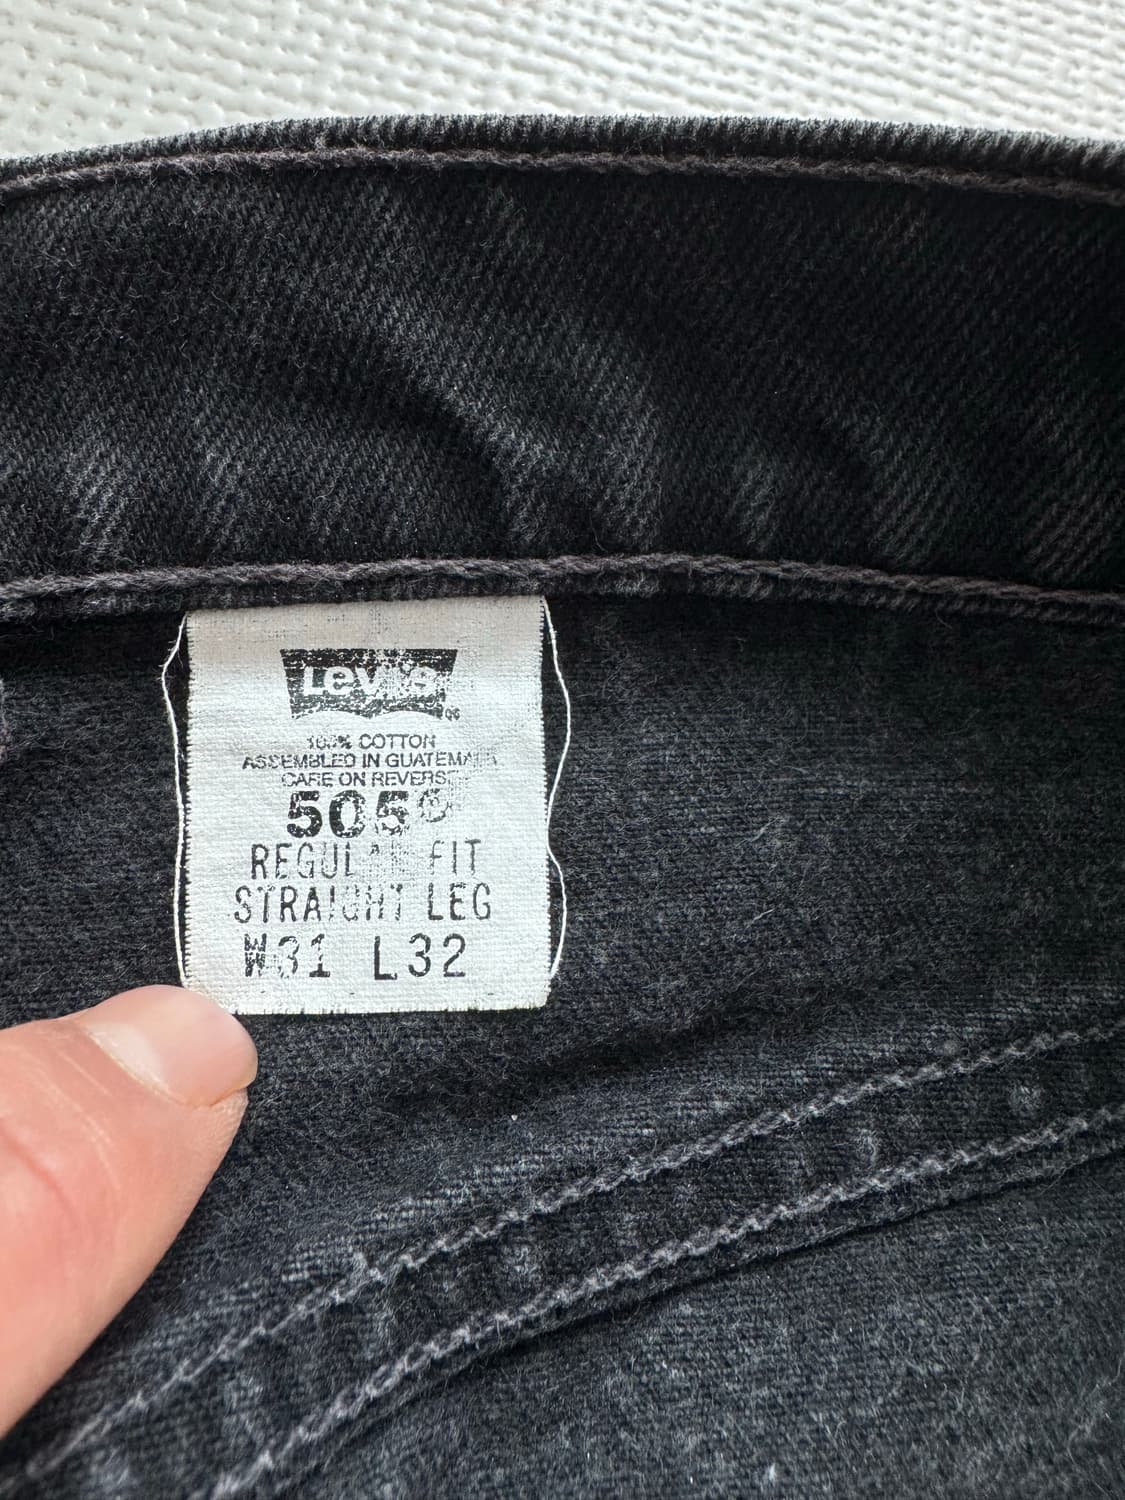 Levi's®
100% COTTON
ASSEMBLED IN GUATEMALA
CARE ON REVERSE
505®
REGULAR FIT
STRAIGHT LEG
W31 L32